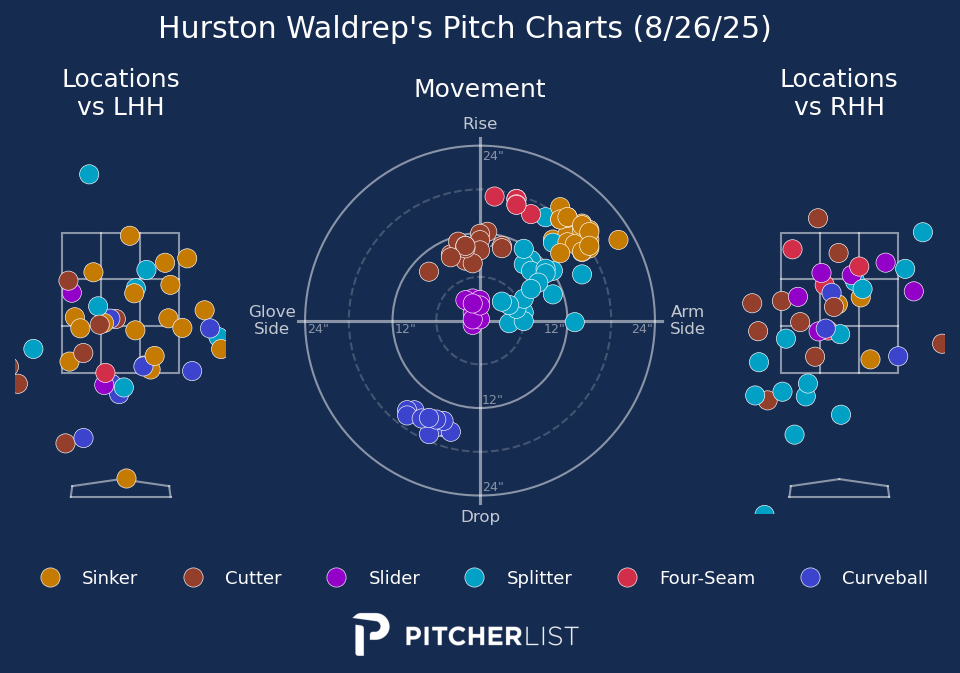 Hurston Waldrep's Pitch Charts (8/26/25)
Locations
vs LHH
Movement
Locations
vs RHH
Rise
24"
Glove
Side
24"
12"
12"
24"
Arm
Side
12"
24"
Drop
Sinker
Cutter
Slider
Splitter
Four-Seam
Curveball
PITCHERLIST